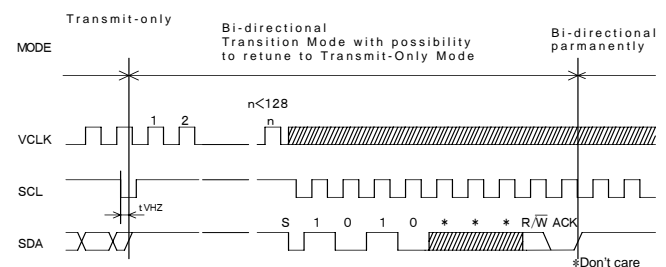 Transmit-only
Bi-directional
Transition Mode with possibility
to retune to Transmit-Only Mode
Bi-directional
parmanently
MODE
n<128
1 2 n
VCLK
SCL
tVHZ
S 1 0 1 0 * * * R/W ACK
SDA
*Don't care